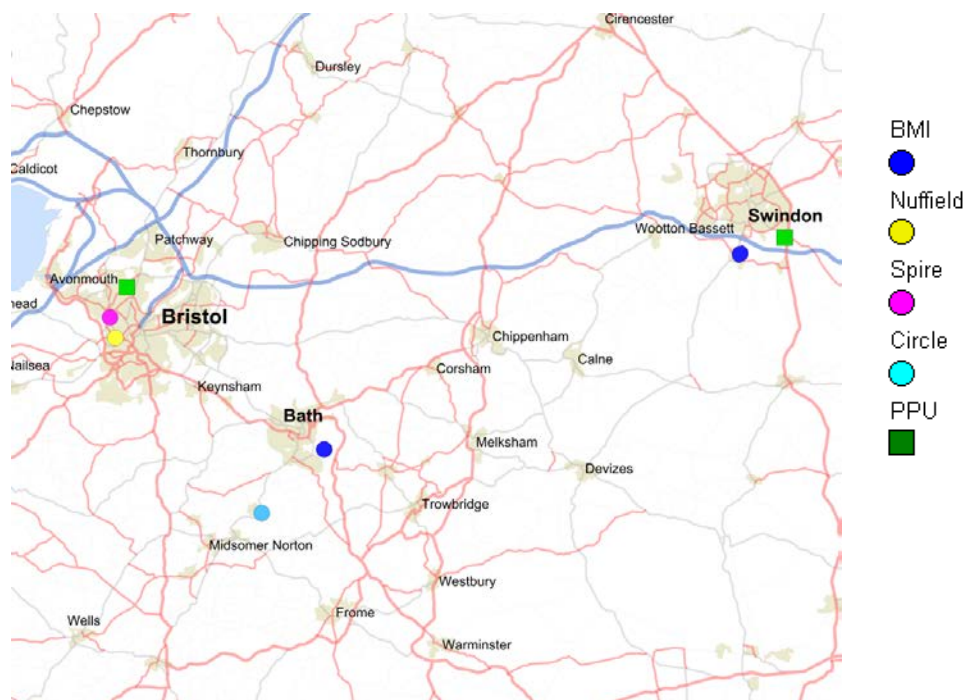 Cirencester
Dursley
Chepstow
Thornbury
Caldicot
Swindon
Wootton Bassett
Patchway
Chipping Sodbury
Avonmouth
head
Bristol
Chippenham
Nailsea
Calne
Corsham
Keynsham
Bath
Melksham
Devizes
Trowbridge
Midsomer Norton
Westbury
Frome
Wells
Warminster
BMI
Nuffield
Spire
Circle
PPU